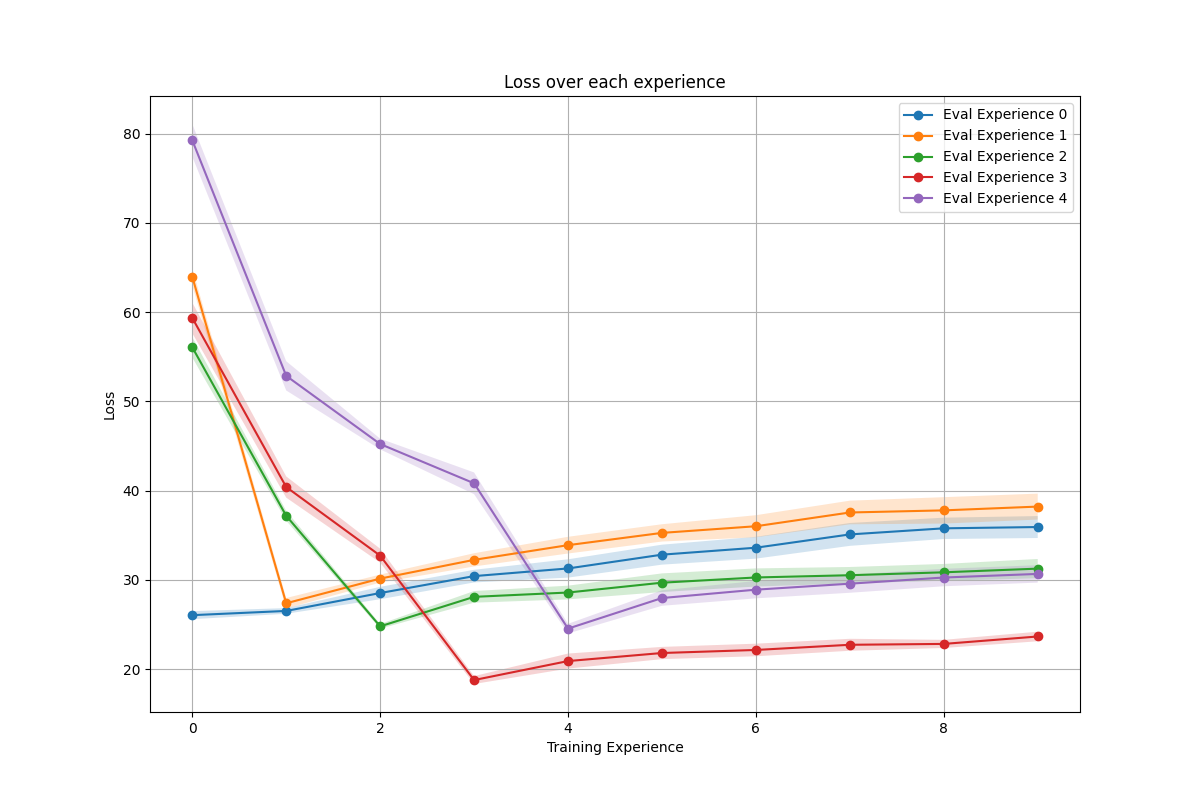 Loss over each experience
Eval Experience 0
Eval Experience 1
Eval Experience 2
Eval Experience 3
Eval Experience 4
Loss
80
70
60
50
40
30
20
0 2 4 6 8
Training Experience